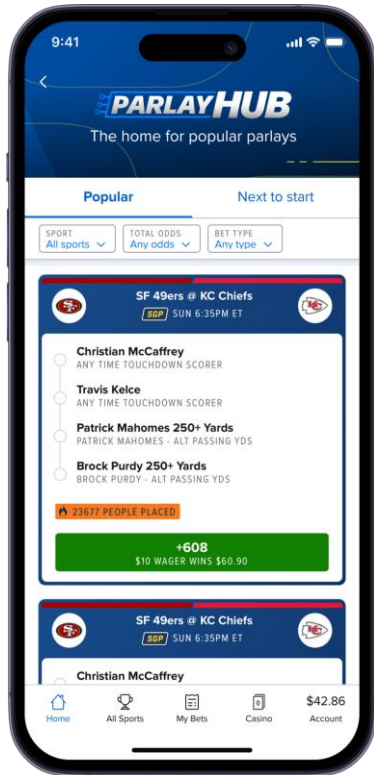 9:41
PARLAYHUB
The home for popular parlays
Popular
Next to start
SPORT
All sports
TOTAL ODDS
Any odds
BET TYPE
Any type
SF 49ers @ KC Chiefs
SGP SUN 6:35PM ET
Christian McCaffrey
ANY TIME TOUCHDOWN SCORER
Travis Kelce
ANY TIME TOUCHDOWN SCORER
Patrick Mahomes 250+ Yards
PATRICK MAHOMES - ALT PASSING YDS
Brock Purdy 250+ Yards
BROCK PURDY - ALT PASSING YDS
23677 PEOPLE PLACED
+608
$10 WAGER WINS $60.90
SF 49ers @ KC Chiefs
SGP SUN 6:35PM ET
Christian McCaffrey
Home
All Sports
My Bets
Casino
$42.86
Account